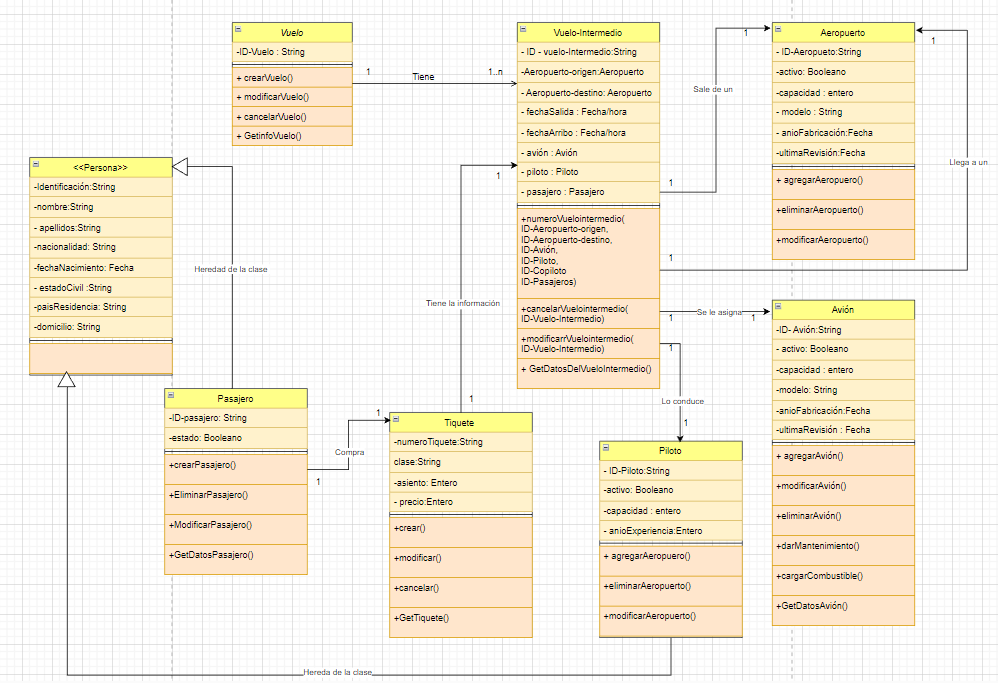 Vuelo
-ID-Vuelo : String
+ crearVuelo()
+ modificarVuelo()
+ cancelarVuelo()
+ GetinfoVuelo()
1
Tiene
1..n
Vuelo-Intermedio
- ID - vuelo-Intermedio:String
-Aeropuerto-origen:Aeropuerto
- Aeropuerto-destino: Aeropuerto
- fechaSalida : Fecha/hora
- fechaArribo : Fecha/hora
- avión : Avión
- piloto : Piloto
- pasajero : Pasajero
+numeroVuelointermedio(
ID-Aeropuerto-origen,
ID-Aeropuerto-destino,
ID-Avión,
ID-Piloto,
ID-Copiloto
ID-Pasajeros)
+cancelarVuelointermedio(
ID-Vuelo-Intermedio)
+modificarrVuelointermedio(
ID-Vuelo-Intermedio)
+ GetDatosDelVueloIntermedio()
1
Sale de un
1
Aeropuerto
- ID-Aeropueto:String
-activo: Booleano
-capacidad : entero
- modelo : String
- anioFabricación:Fecha
-ultimaRevisión:Fecha
+ agregarAeropuero()
+eliminarAeropuerto()
+modificarAeropuerto()
1
Llega a un
1
<<Persona>>
-Identificación:String
-nombre:String
- apellidos:String
-nacionalidad: String
-fechaNacimiento: Fecha
- estadoCivil :String
-paisResidencia: String
-domicilio: String
Heredad de la clase
Tiene la información
1
1
1
Se le asigna
1
Avión
-ID- Avión:String
- activo: Booleano
-capacidad : entero
-modelo: String
-anioFabricación:Fecha
-ultimaRevisión : Fecha
+ agregarAvión()
+modificarAvión()
+eliminarAvión()
+darMantenimiento()
+cargarCombustible()
+GetDatosAvión()
1
Lo conduce
1
Pasajero
-ID-pasajero: String
-estado: Booleano
+crearPasajero()
+EliminarPasajero()
+ModificarPasajero()
+GetDatosPasajero()
1
Compra
1
Tiquete
-numeroTiquete:String
clase:String
-asiento: Entero
- precio:Entero
+crear()
+modificar()
+cancelar()
+GetTiquete()
Piloto
- ID-Piloto:String
-activo: Booleano
-capacidad : entero
- anioExperiencia:Entero
+ agregarAeropuero()
+eliminarAeropuerto()
+modificarAeropuerto()
Hereda de la clase